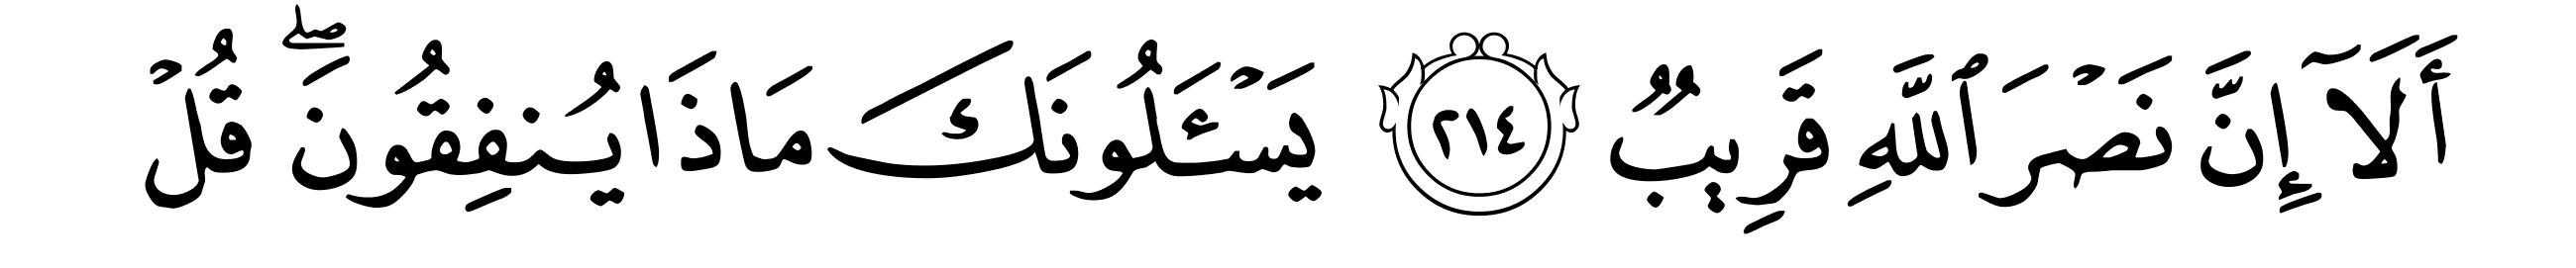 أَلَآ إِنَّ نَصْرَ ٱللَّهِ قَرِيبٌ ٢١٤ يَسْـَٔلُونَكَ مَاذَا يُنفِقُونَ ۖ قُلْ